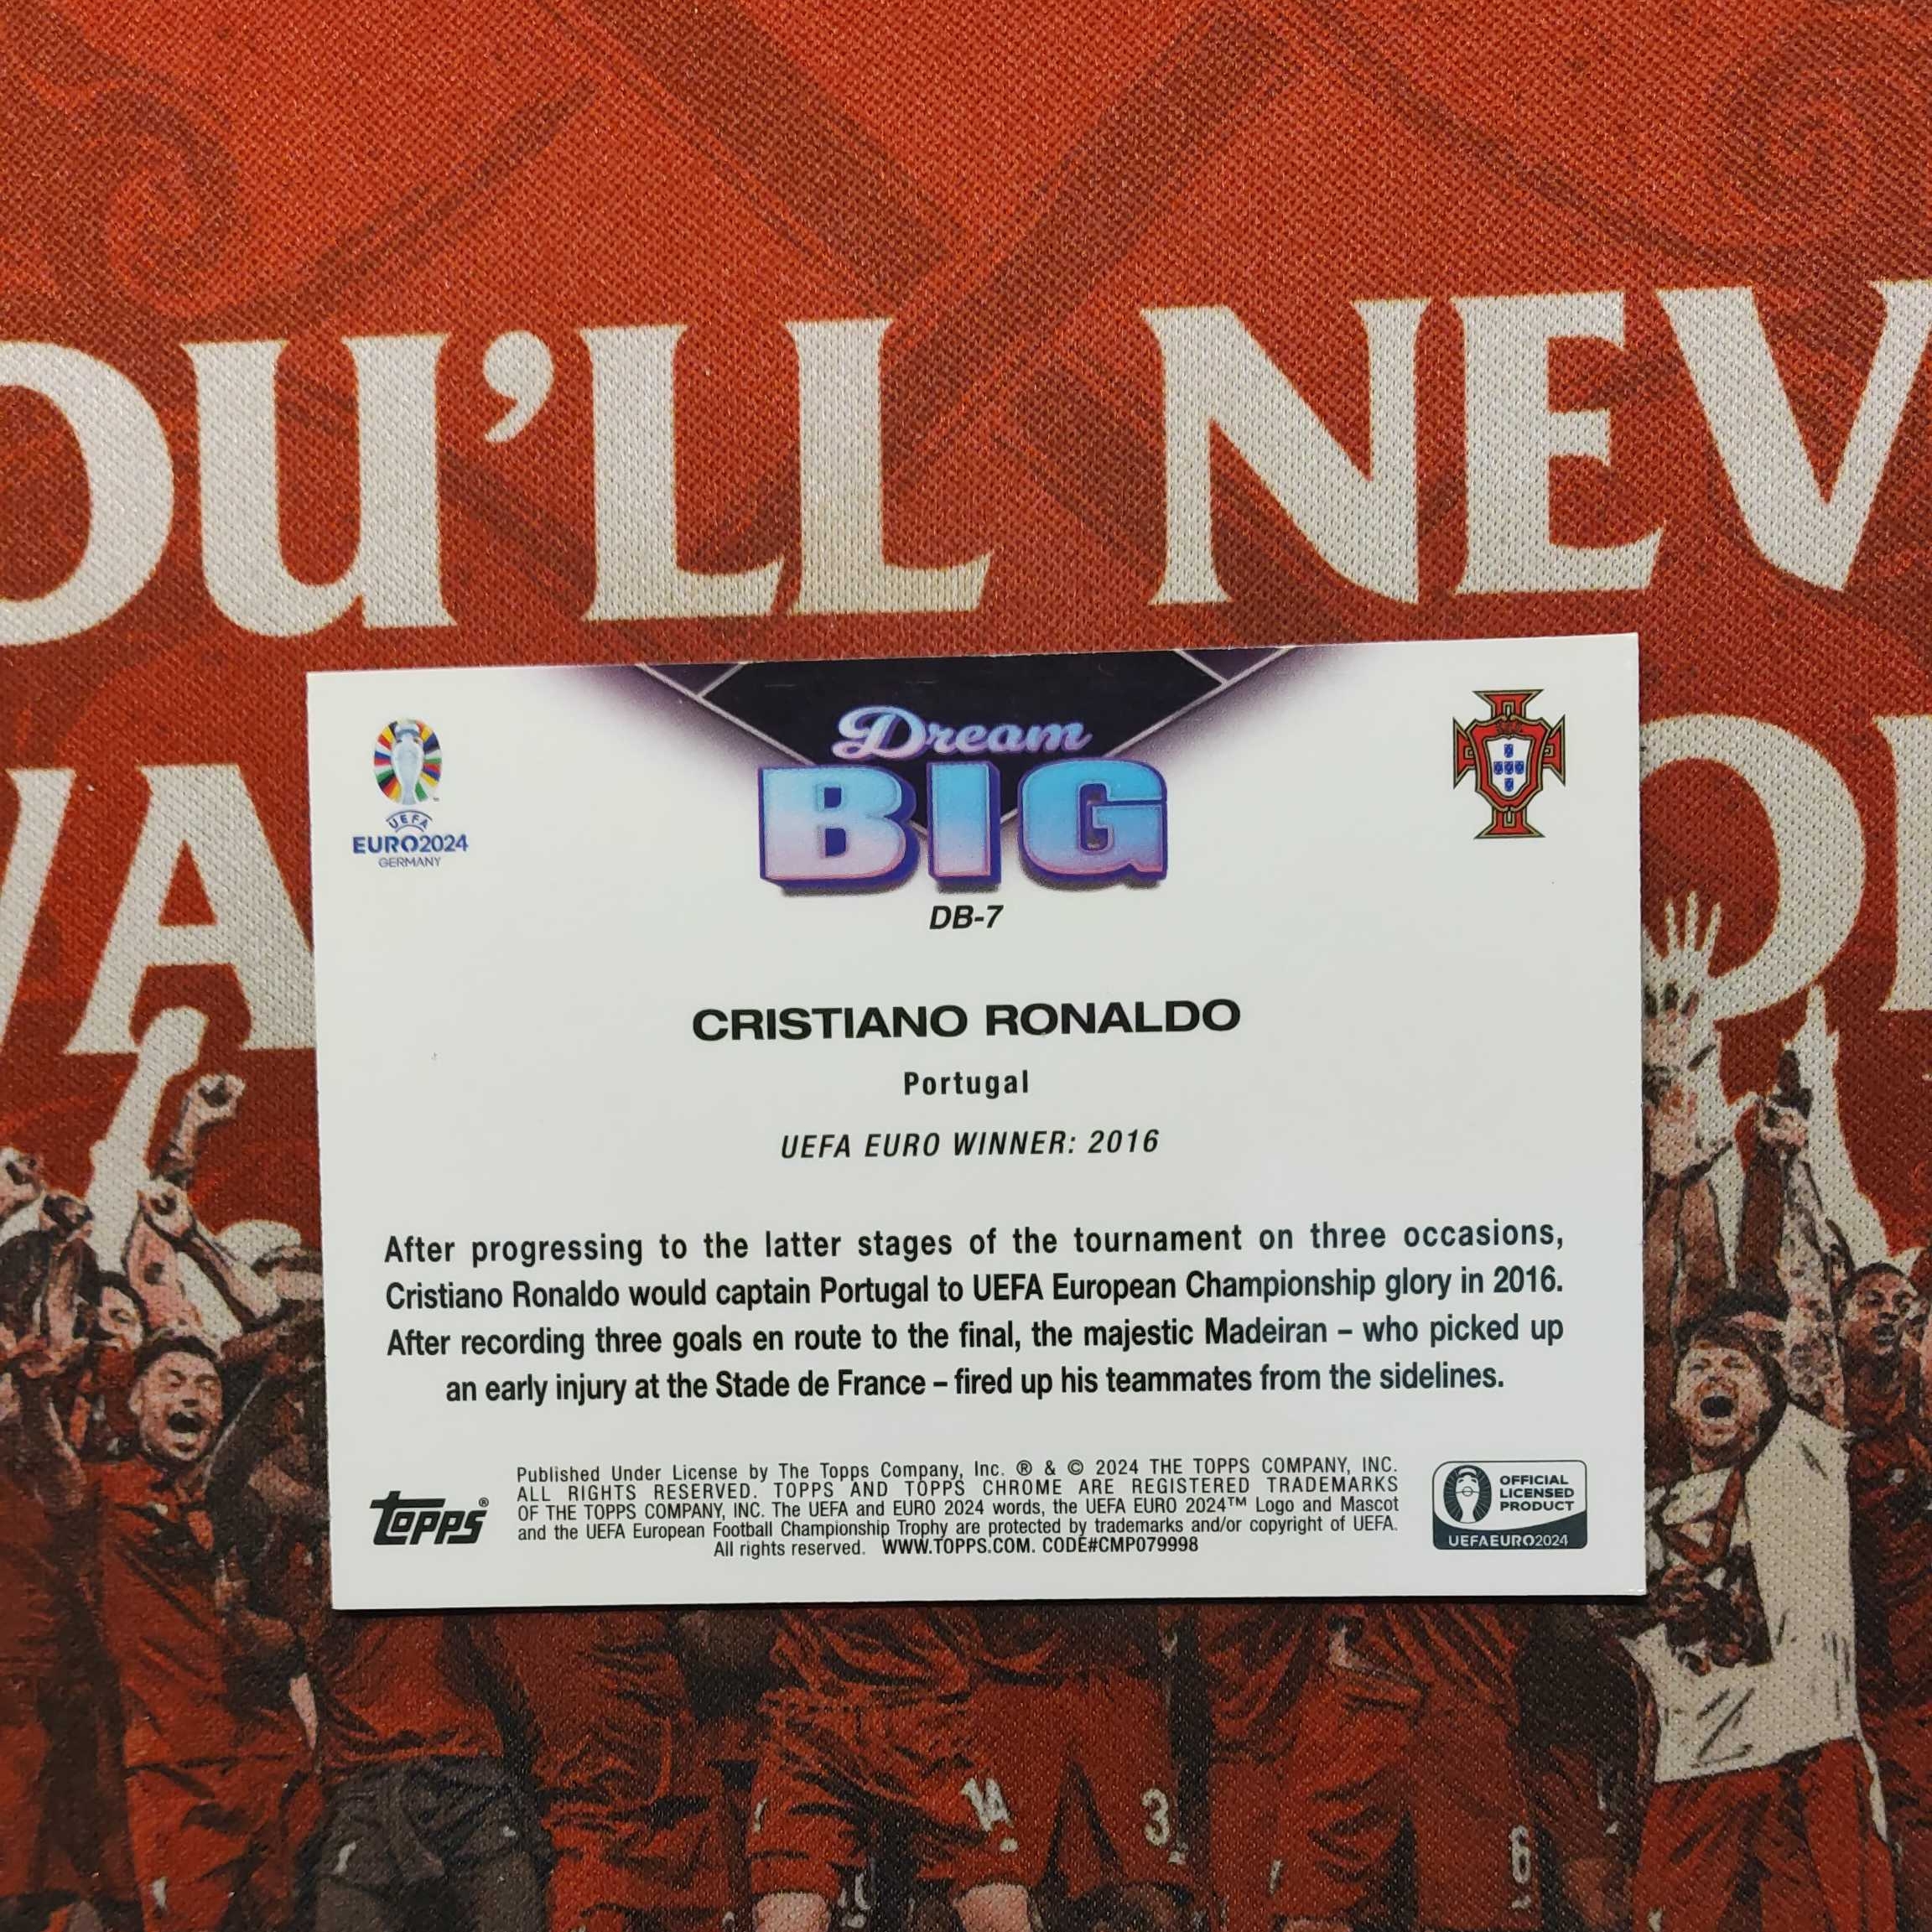 OU'LL NEV
WA
Dream
BIG
DB-7
UEFA
EURO2024
GERMANY
CRISTIANO RONALDO
Portugal
UEFA EURO WINNER: 2016
After progressing to the latter stages of the tournament on three occasions,
Cristiano Ronaldo would captain Portugal to UEFA European Championship glory in 2016.
After recording three goals en route to the final, the majestic Madeiran – who picked up
an early injury at the Stade de France – fired up his teammates from the sidelines.
Topps®
Published Under License by The Topps Company, Inc. ® & © 2024 THE TOPPS COMPANY, INC.
ALL RIGHTS RESERVED. TOPPS AND TOPPS CHROME ARE REGISTERED TRADEMARKS
OF THE TOPPS COMPANY, INC. The UEFA and EURO 2024 words, the UEFA EURO 2024™ Logo and Mascot
and the UEFA European Football Championship Trophy are protected by trademarks and/or copyright of UEFA.
All rights reserved. WWW.TOPPS.COM. CODE#CMP079998
OFFICIAL
LICENSED
PRODUCT
UEFAEURO2024
14
3
6